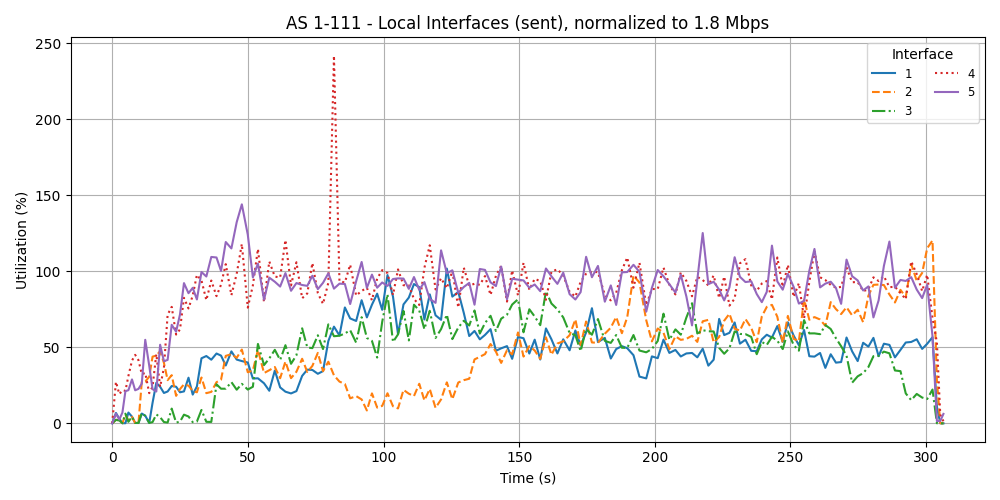 AS 1-111 - Local Interfaces (sent), normalized to 1.8 Mbps
Interface
1
2
3
4
5
250
200
150
100
50
0
Utilization (%)
0 50 100 150 200 250 300
Time (s)